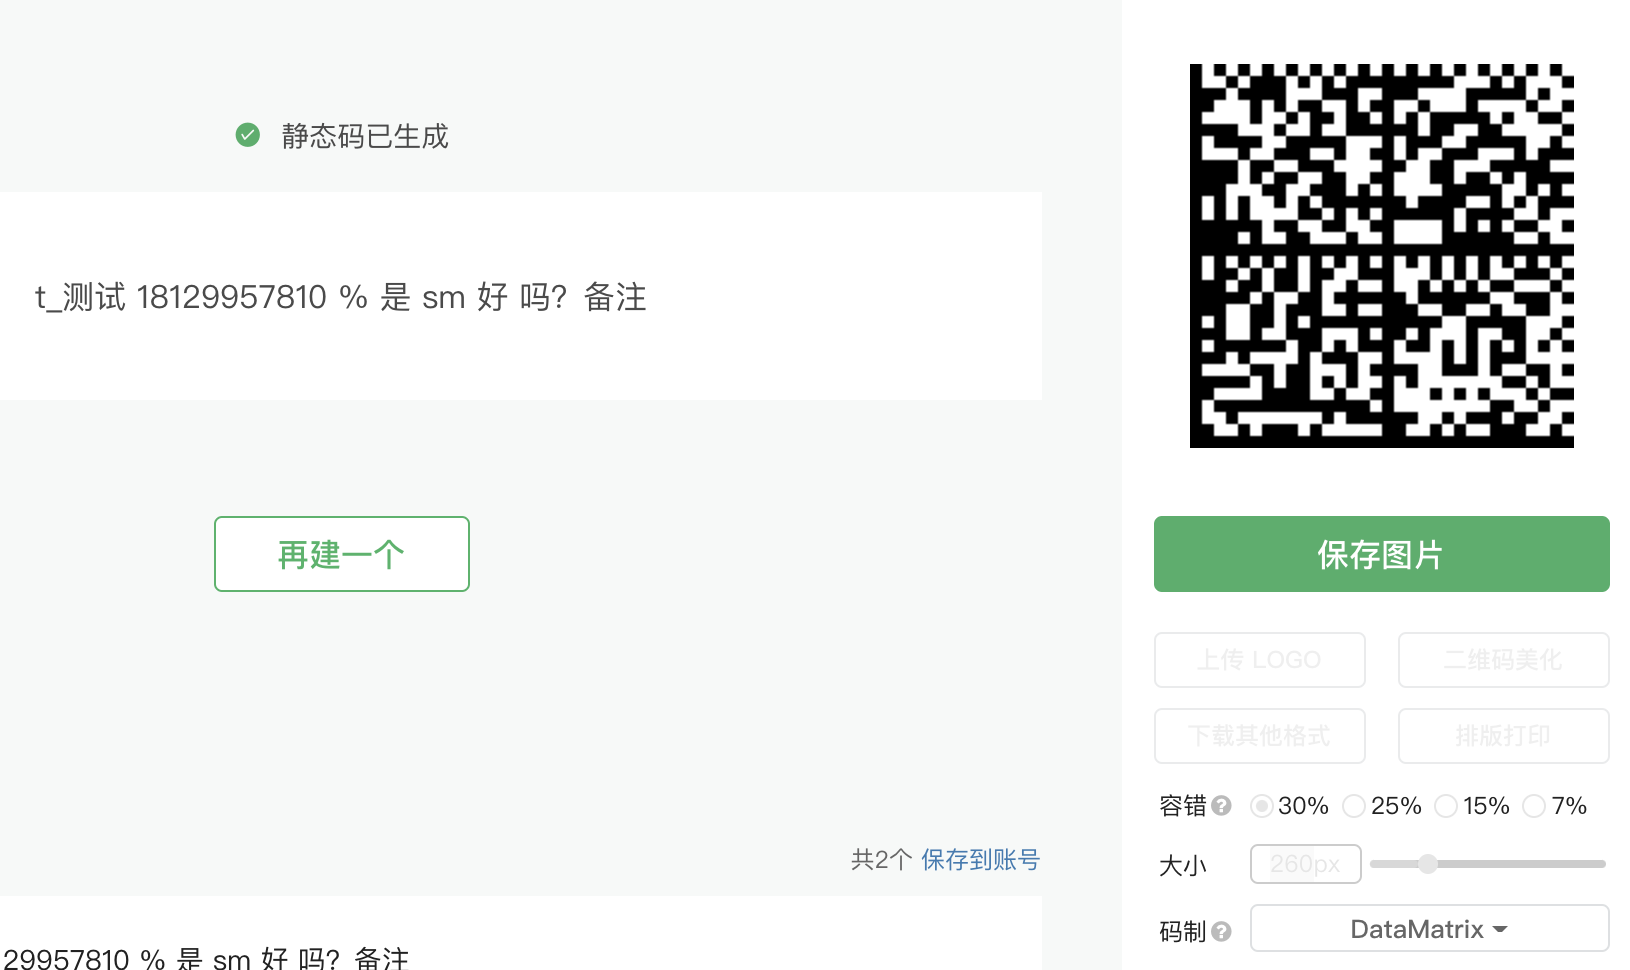 静态码已生成
t_测试 18129957810 % 是 sm 好 吗？备注
再建一个
共2个 保存到账号
29957810 % 是 sm 好 吗？备注
保存图片
上传 LOGO
二维码美化
下载其他格式
排版打印
容错 ? 30% 25% 15% 7%
大小 260px
码制 ? DataMatrix